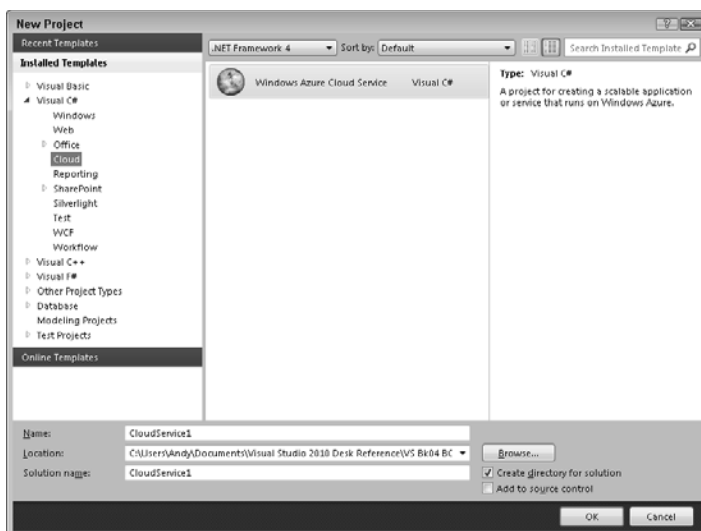 New Project
Recent Templates
.NET Framework 4
Sort by: Default
Search Installed Template
Installed Templates
Visual Basic
Visual C#
Windows
Web
Office
Cloud
Reporting
SharePoint
Silverlight
Test
WCF
Workflow
Visual C++
Visual F#
Other Project Types
Database
Modeling Projects
Test Projects
Online Templates
Windows Azure Cloud Service Visual C#
Type: Visual C#
A project for creating a scalable application
or service that runs on Windows Azure.
Name: CloudService1
Location: C:\Users\Andy\Documents\Visual Studio 2010 Desk Reference\VS Bk04 BC
Browse...
Solution name: CloudService1
Create directory for solution
Add to source control
OK
Cancel